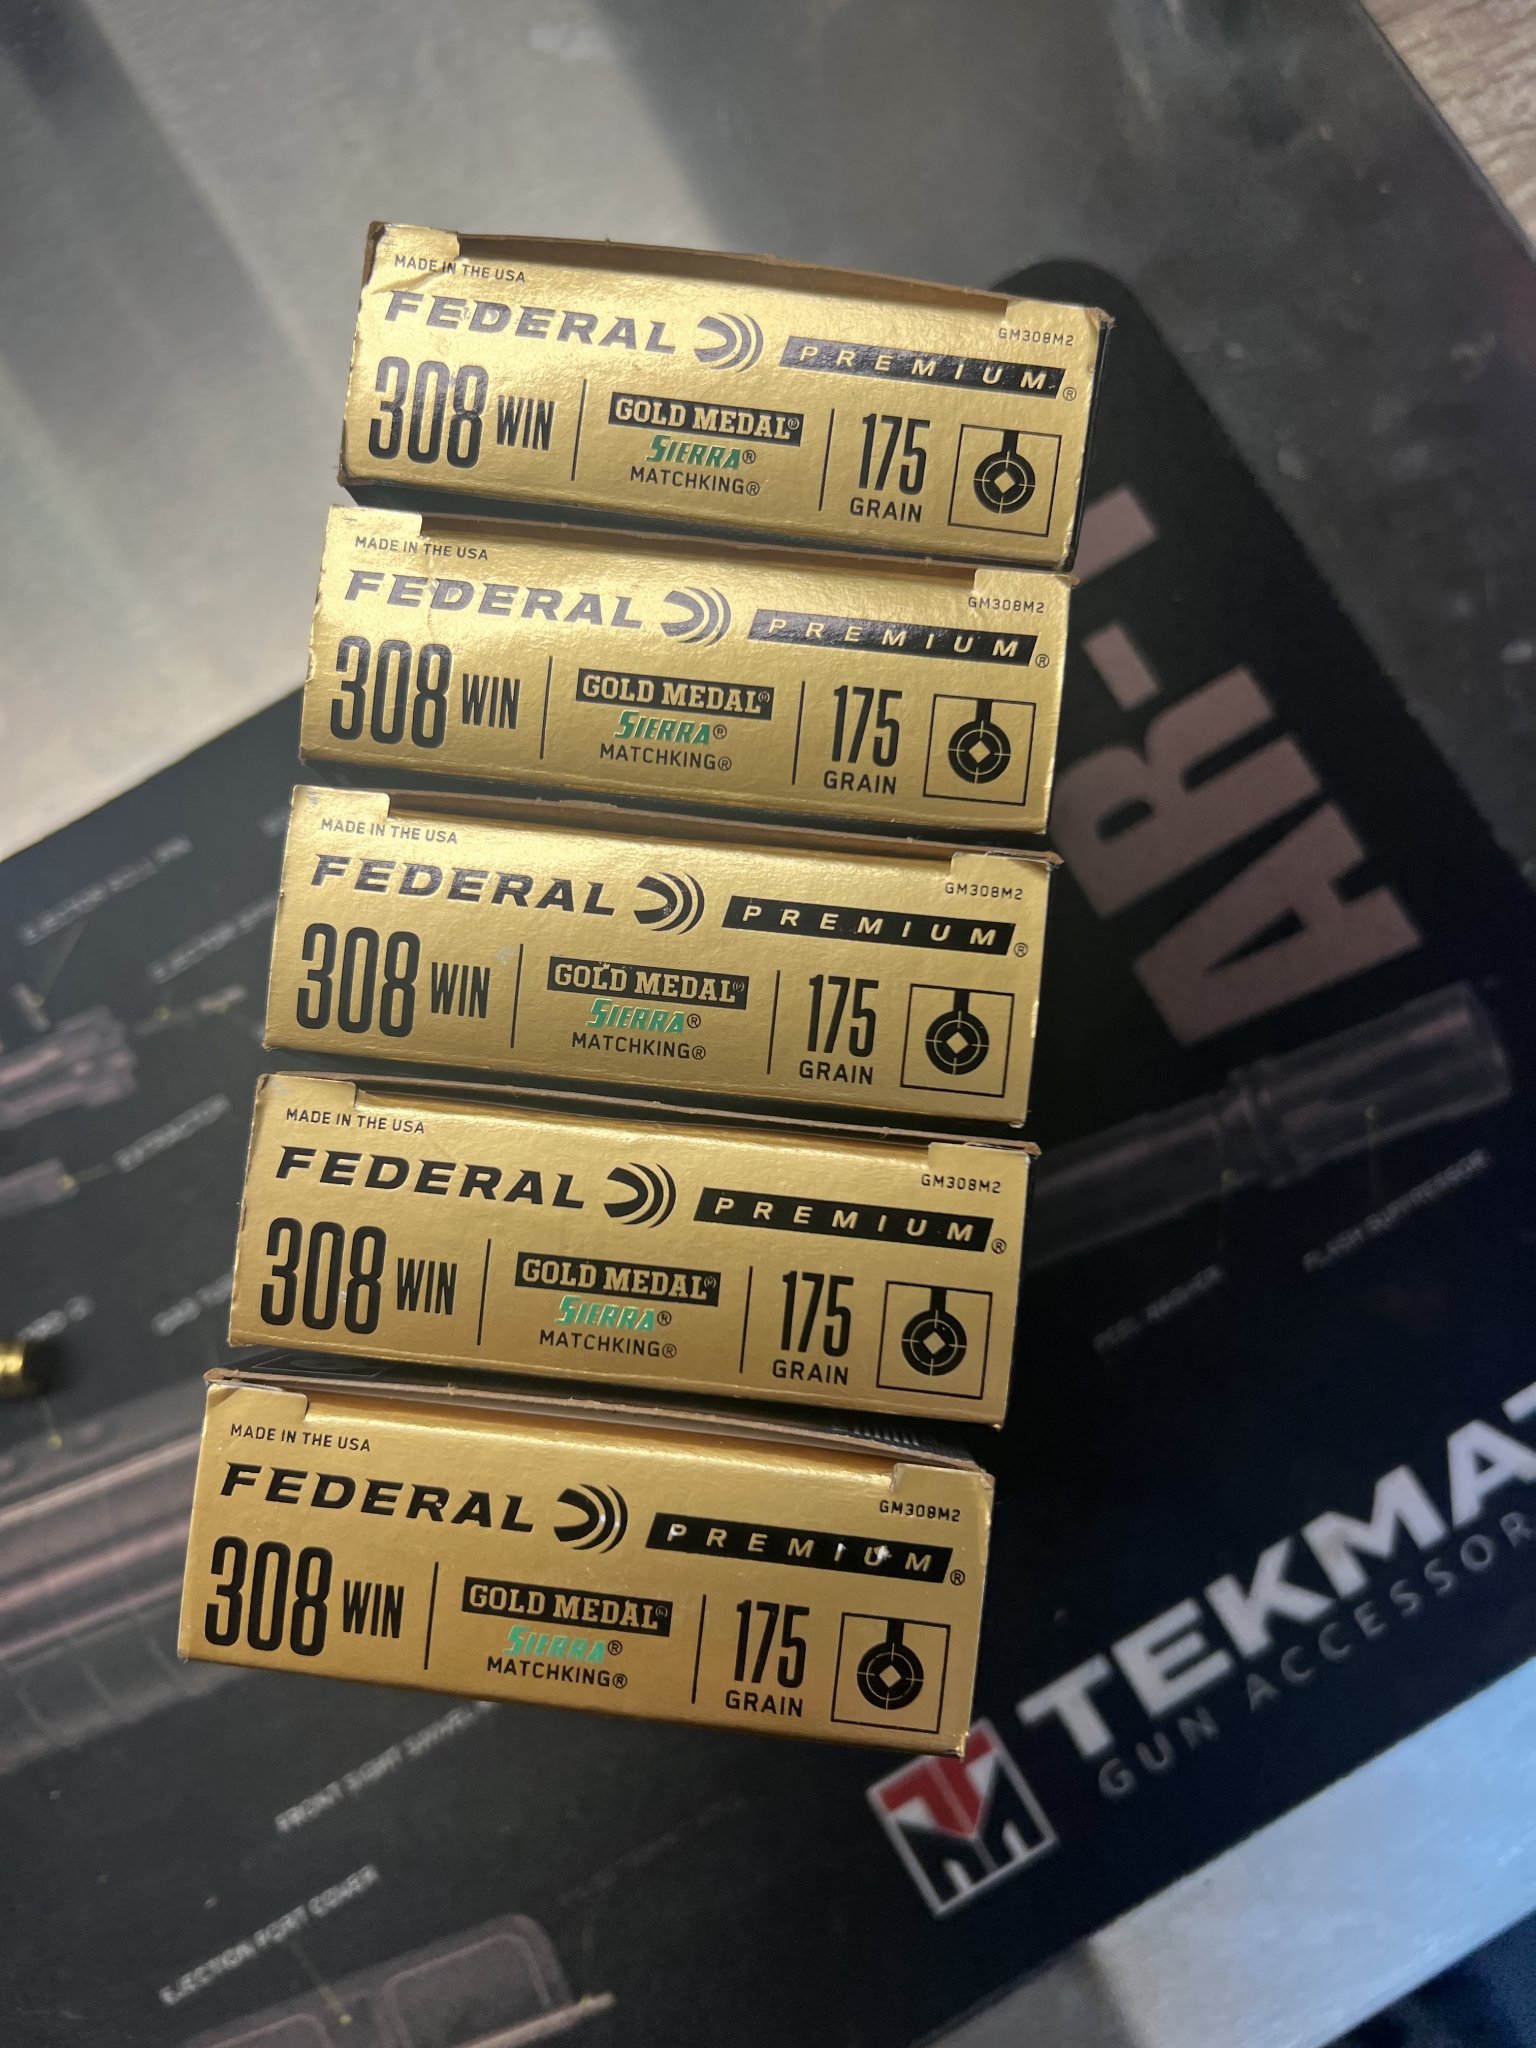 MADE IN THE USA
GM308M2
FEDERAL PREMIUM®
308 WIN
GOLD MEDAL®
SIERRA®
MATCHKING®
175
GRAIN
MADE IN THE USA
GM308M2
FEDERAL PREMIUM®
308 WIN
GOLD MEDAL®
SIERRA®
MATCHKING®
175
GRAIN
MADE IN THE USA
GM308M2
FEDERAL PREMIUM®
308 WIN
GOLD MEDAL®
SIERRA®
MATCHKING®
175
GRAIN
MADE IN THE USA
GM308M2
FEDERAL PREMIUM®
308 WIN
GOLD MEDAL®
SIERRA®
MATCHKING®
175
GRAIN
MADE IN THE USA
GM308M2
FEDERAL PREMIUM®
308 WIN
GOLD MEDAL®
SIERRA®
MATCHKING®
175
GRAIN
AR-1
EXTRACTOR
FLASH SUPPRESSOR
PEEL WASHER
FRONT SIGHT SWIVEL
EJECTION PORT COVER
TEKMAT
GUN ACCESSOR